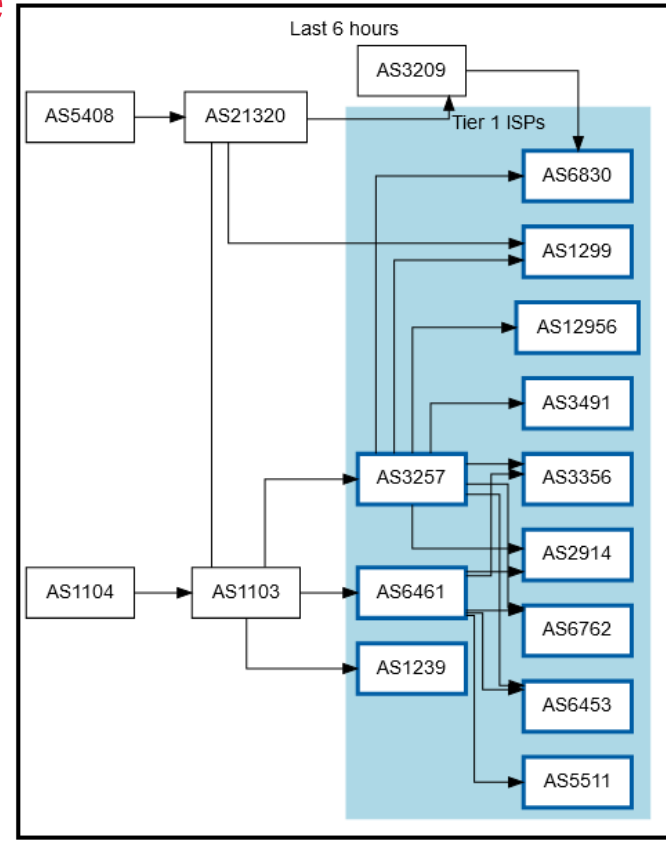 e
Last 6 hours
AS3209
AS5408
AS21320
Tier 1 ISPs
AS6830
AS1299
AS12956
AS3491
AS3257
AS3356
AS2914
AS1104
AS1103
AS6461
AS6762
AS1239
AS6453
AS5511